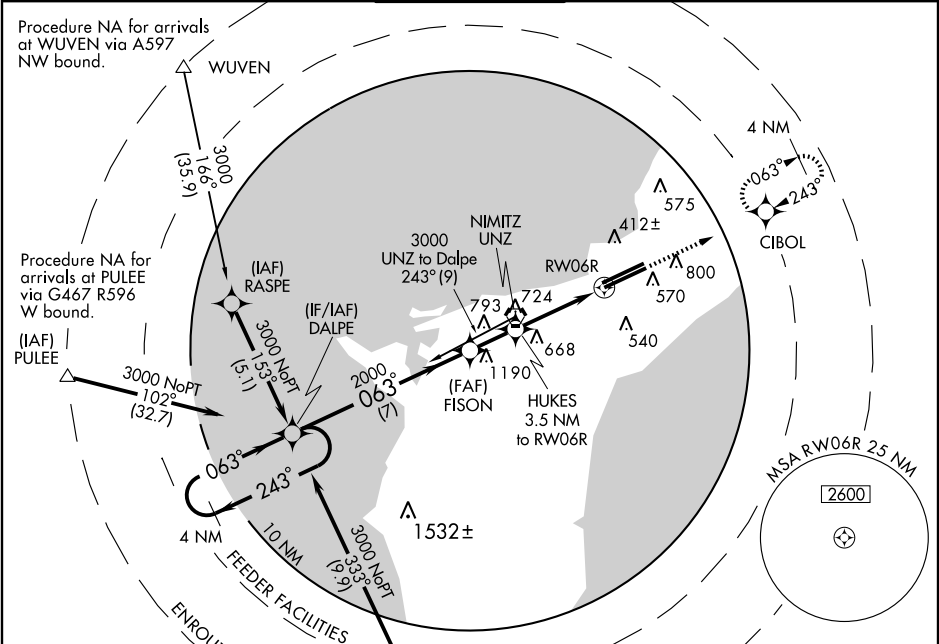 Procedure NA for arrivals
at WUVEN via A597
NW bound.
WUVEN
3000
166°
(35.9)
4 NM
063°
243°
CIBOL
575
412±
NIMITZ
UNZ
3000
UNZ to Dalpe
243° (9)
RW06R
800
570
540
793
724
668
1190
Procedure NA for
arrivals at PULEE
via G467 R596
W bound.
(IAF)
RASPE
(IF/IAF)
DALPE
(IAF)
PULEE
3000 NoPT
102°
(32.7)
3000 NoPT
153°
(5.1)
2000
063°
(7)
(FAF)
FISON
HUKES
3.5 NM
to RW06R
063°
243°
4 NM
10 NM
1532±
3000 NoPT
333°
(9.9)
FEEDER FACILITIES
MSA RW06R 25 NM
2600